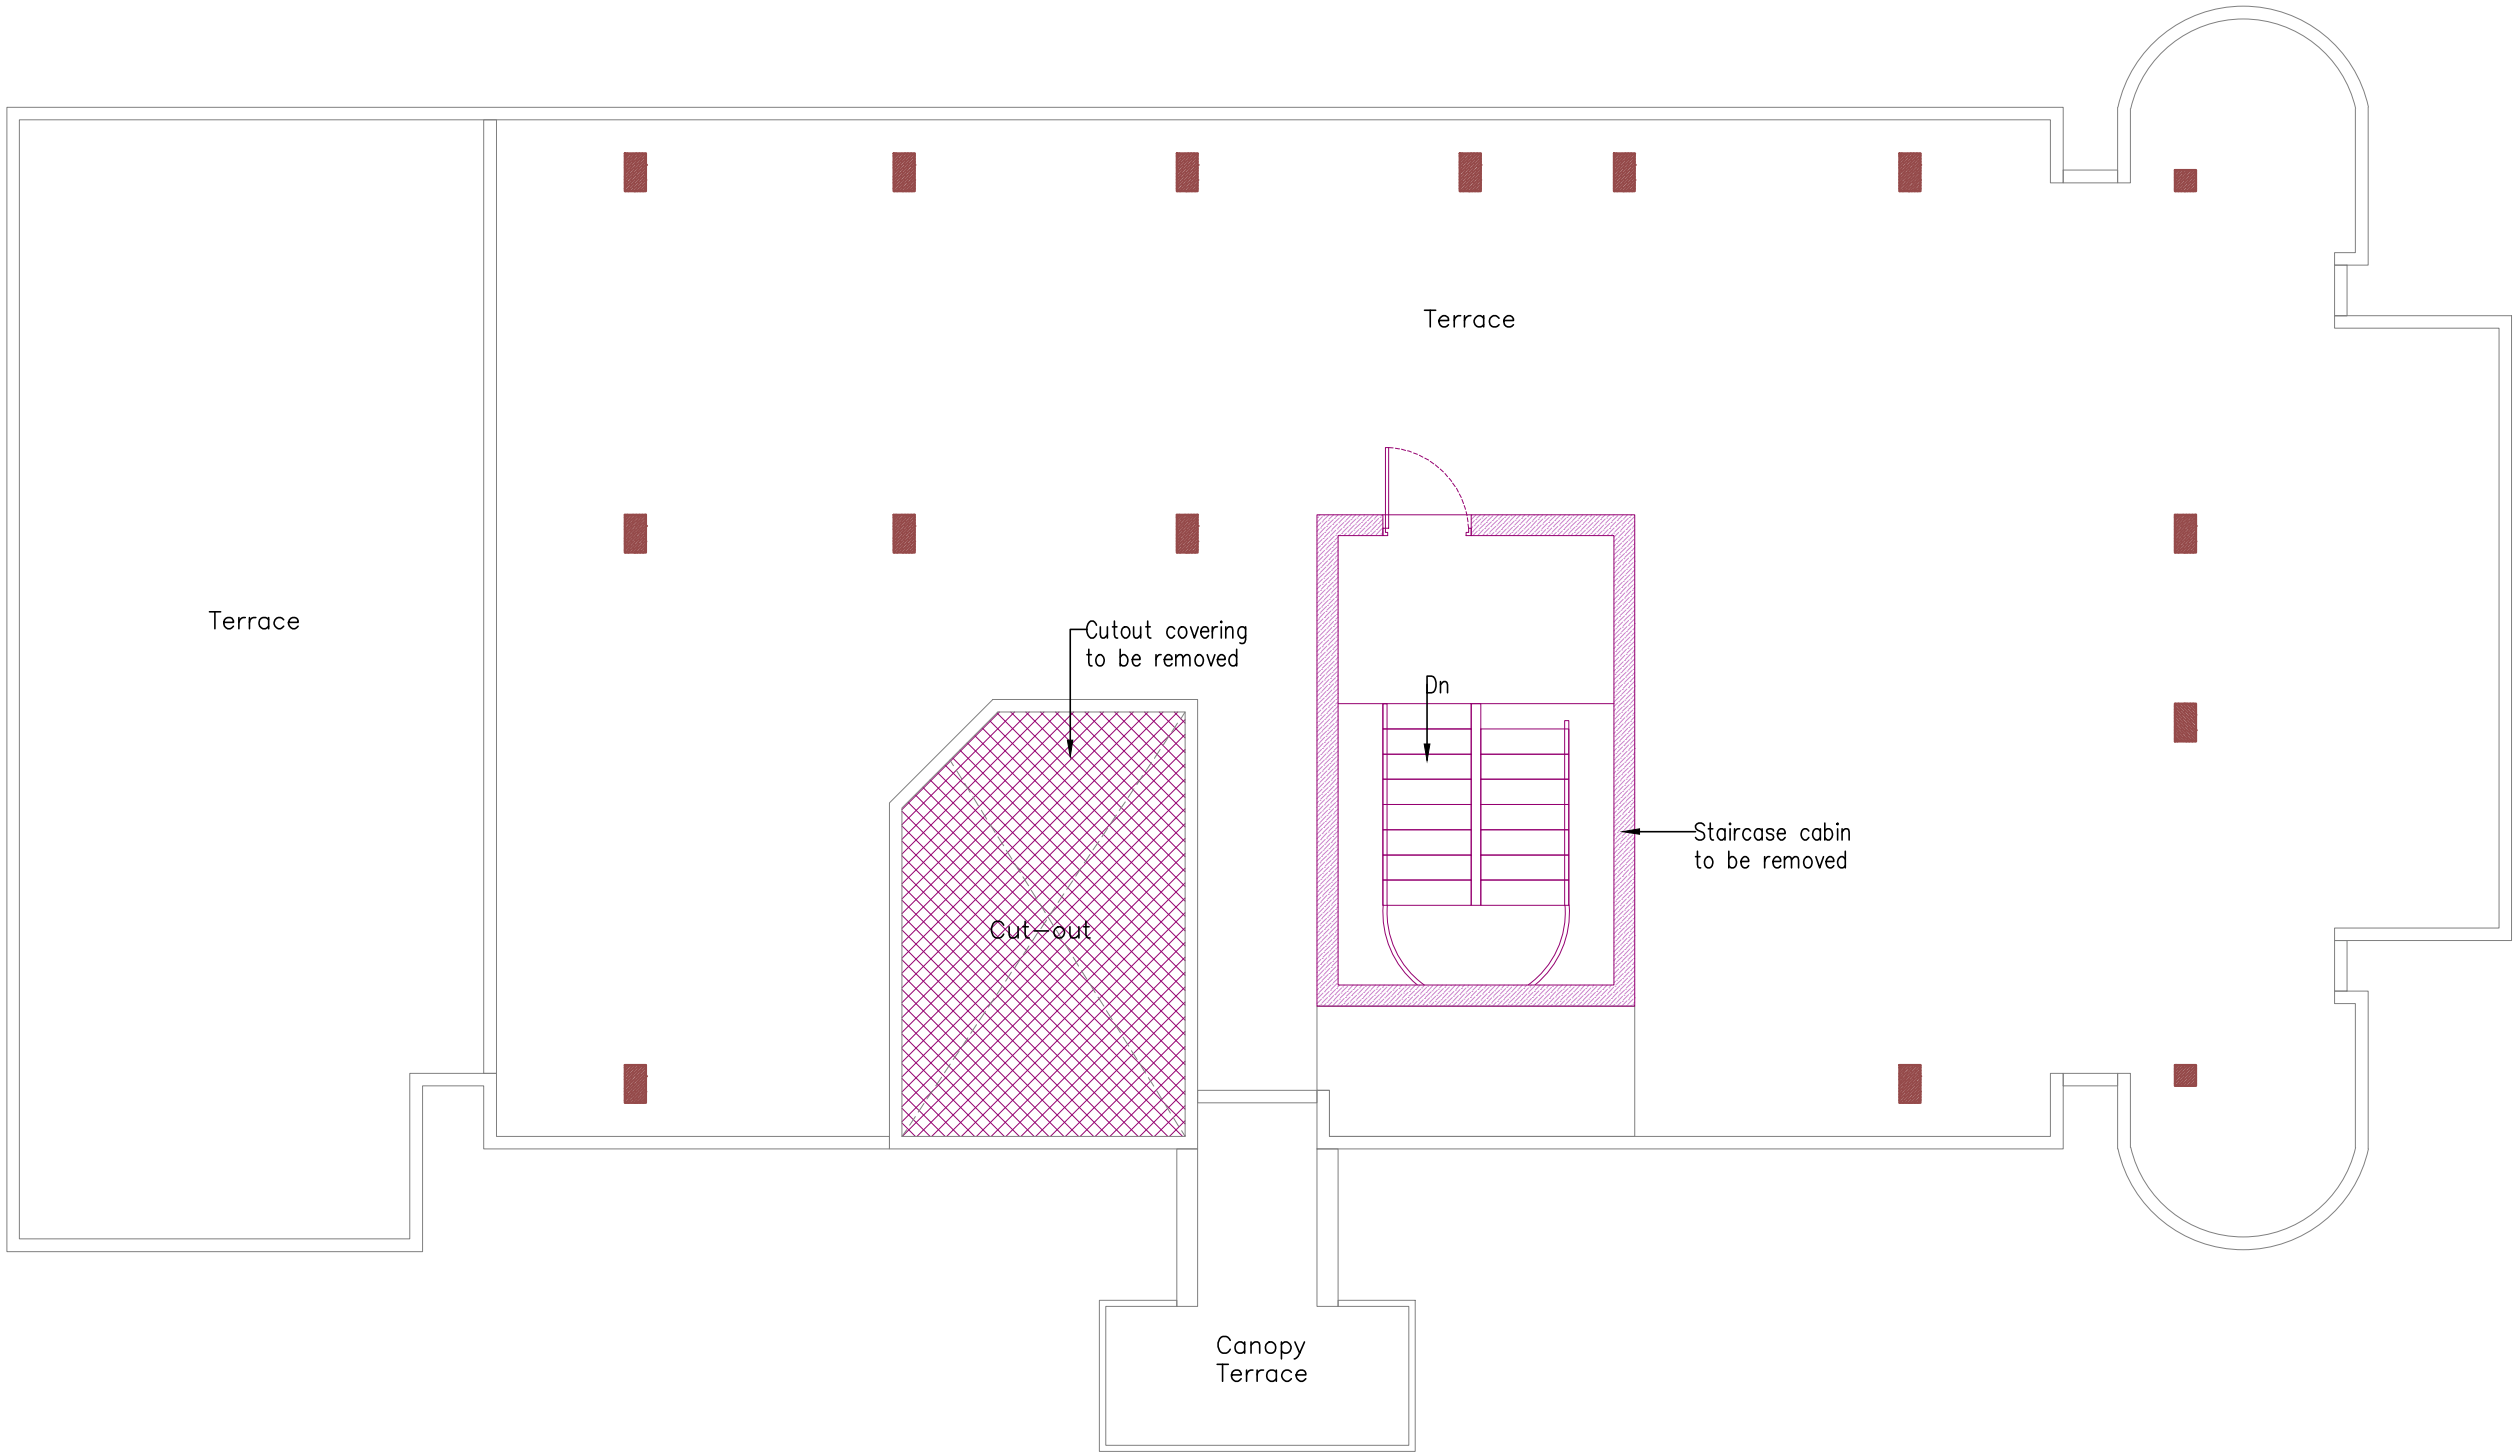 Terrace
Terrace
Cutout covering
to be removed
Dn
Staircase cabin
to be removed
Cut-out
Canopy
Terrace